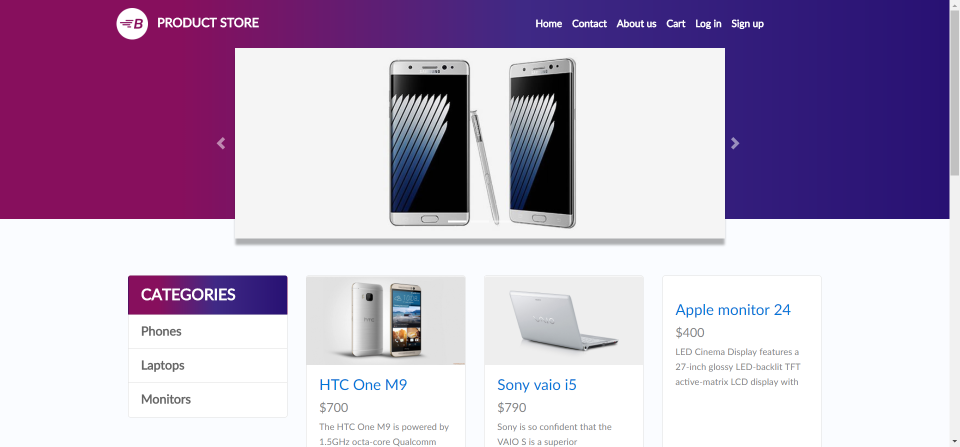 B PRODUCT STORE
Home Contact About us Cart Log in Sign up
SAMSUNG SAMSUNG
CATEGORIES
Phones
Laptops
Monitors
VAIO
HTC One M9
$700
The HTC One M9 is powered by
1.5GHz octa-core Qualcomm
Sony vaio i5
$790
Sony is so confident that the
VAIO S is a superior
Apple monitor 24
$400
LED Cinema Display features a
27-inch glossy LED-backlit TFT
active-matrix LCD display with